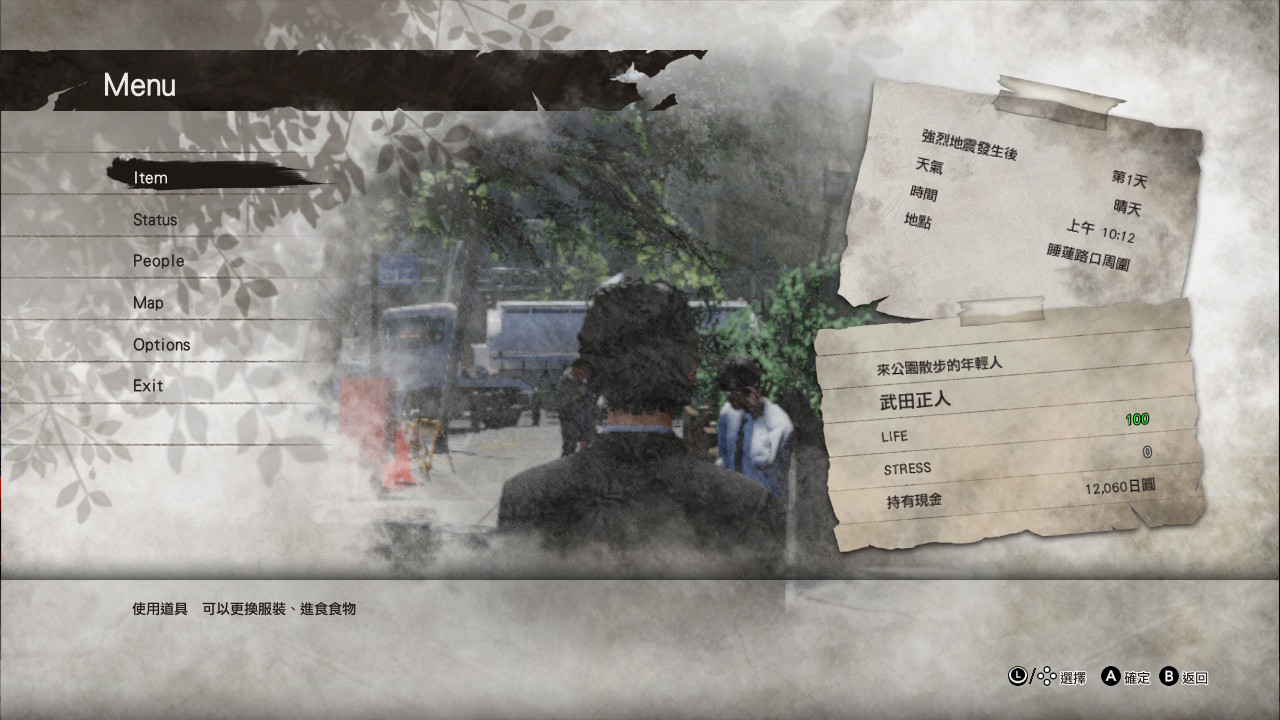 Menu
Item
Status
People
Map
Options
Exit
強烈地震發生後 第1天
天氣 晴天
時間 上午 10:12
地點 睡蓮路口周圍
來公園散步的年輕人
武田正人
LIFE 100
STRESS 0
持有現金 12,060日圓
使用道具 可以更換服裝、進食食物
L/選擇 A確定 B返回